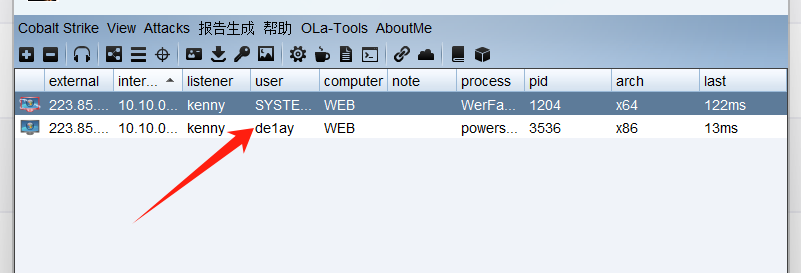 Cobalt Strike View Attacks 报告生成 帮助 OLa-Tools AboutMe
external inter... listener user computer note process pid arch last
223.85.... 10.10.0... kenny SYSTE... WEB WerFa... 1204 x64 122ms
223.85.... 10.10.0... kenny de1ay WEB powers... 3536 x86 13ms